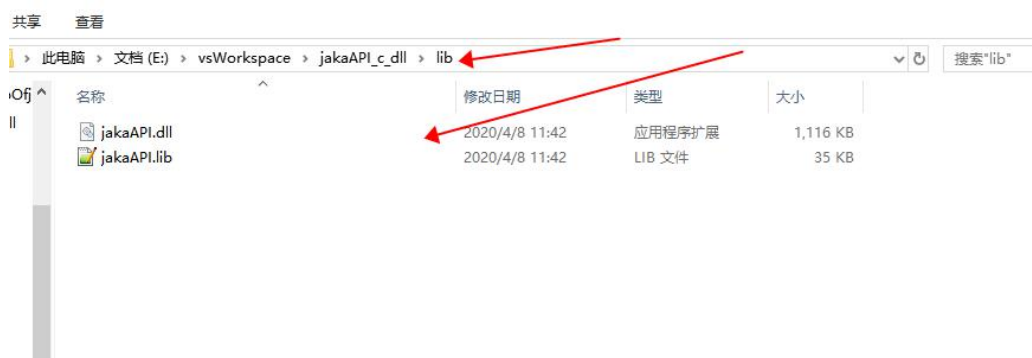 共享 查看
此电脑 › 文档 (E:) › vsWorkspace › jakaAPI_c_dll › lib 搜索"lib"
名称 修改日期 类型 大小
jakaAPI.dll 2020/4/8 11:42 应用程序扩展 1,116 KB
jakaAPI.lib 2020/4/8 11:42 LIB 文件 35 KB